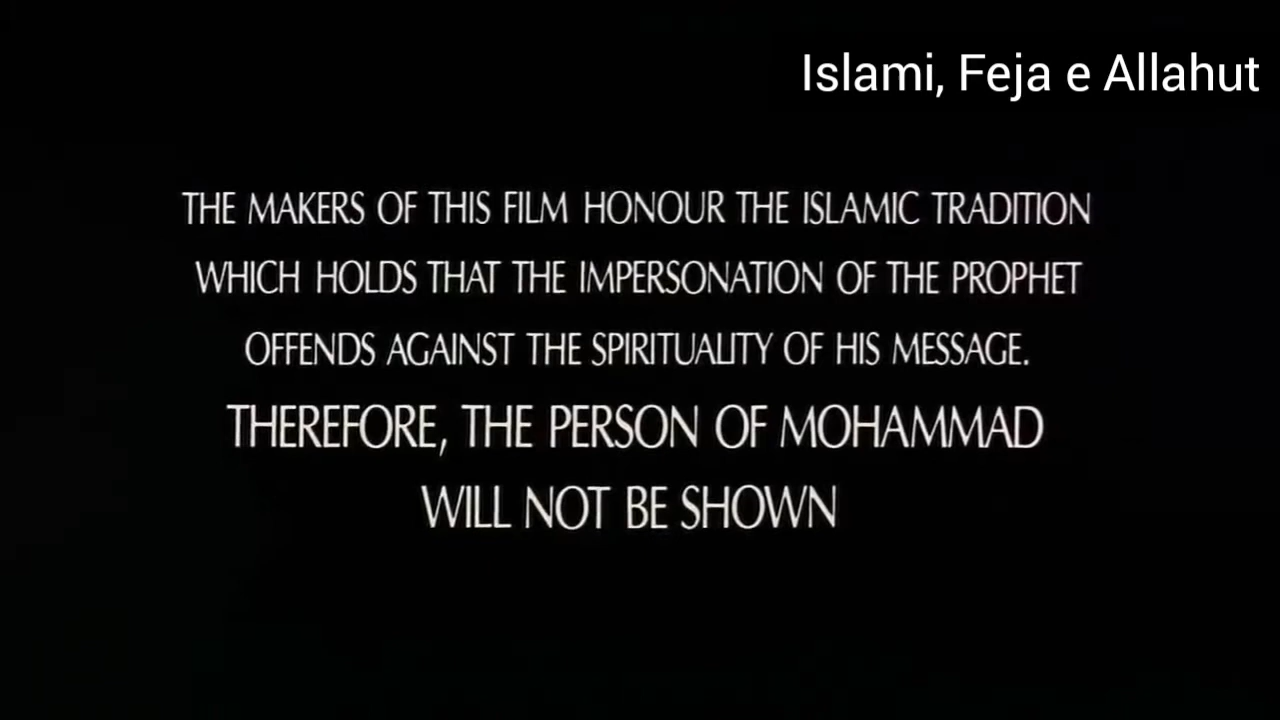 Islami, Feja e Allahut
THE MAKERS OF THIS FILM HONOUR THE ISLAMIC TRADITION
WHICH HOLDS THAT THE IMPERSONATION OF THE PROPHET
OFFENDS AGAINST THE SPIRITUALITY OF HIS MESSAGE.
THEREFORE, THE PERSON OF MOHAMMAD
WILL NOT BE SHOWN